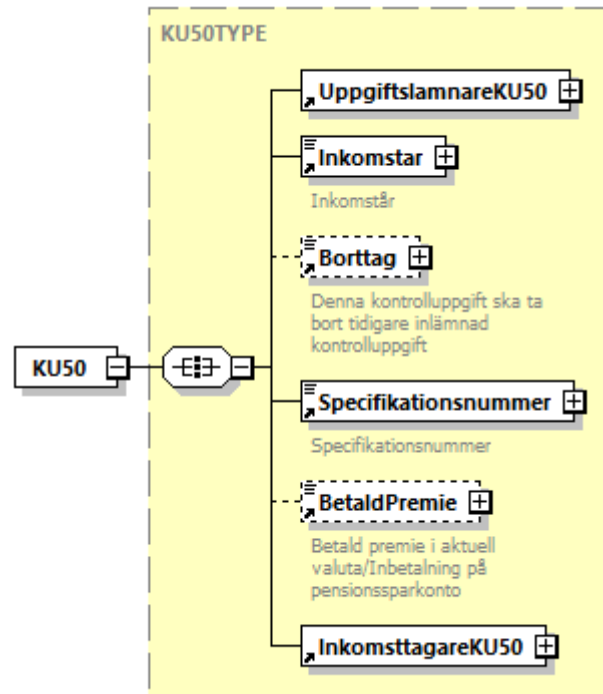 KU50TYPE
UppgiftslamnareKU50
Inkomstar
Inkomstår
Borttag
Denna kontrolluppgift ska ta
bort tidigare inlämnad
kontrolluppgift
KU50
Specifikationsnummer
Specifikationsnummer
BetaldPremie
Betald premie i aktuell
valuta/Inbetalning på
pensionssparkonto
InkomsttagareKU50